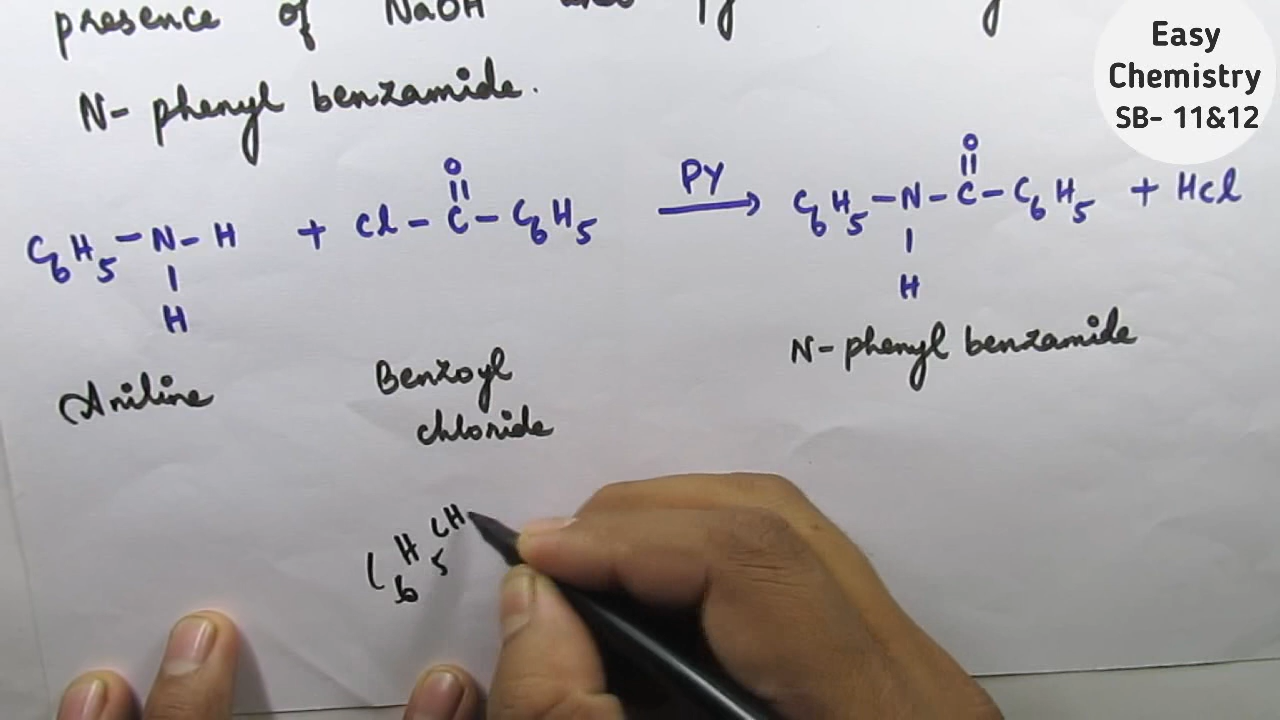 presence of NaOH
N- phenyl benzamide.
C6H5-N-H + Cl-C-C6H5 PY C6H5-N-C-C6H5 + HCl
O
O
H
H
Aniline
Benzoyl
chloride
N-phenyl benzamide
C6H5CH
Easy
Chemistry
SB- 11&12